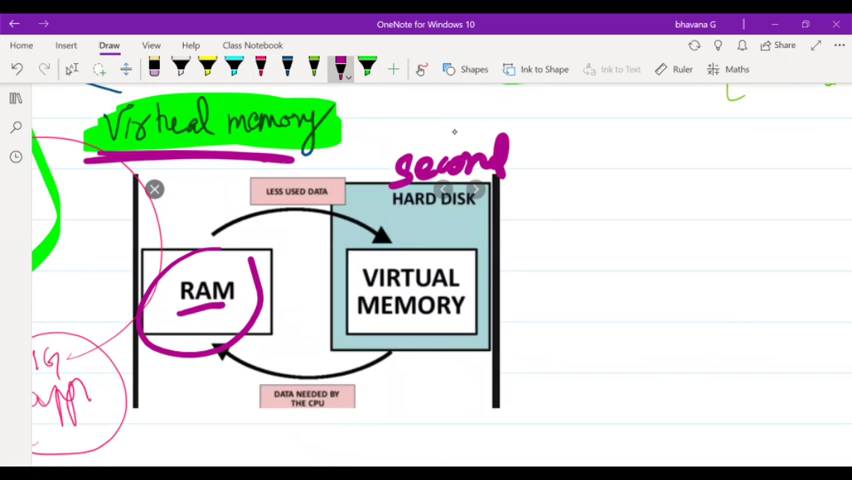 OneNote for Windows 10
bhavana G
Home Insert Draw View Help Class Notebook
Share
Shapes
Ink to Shape
Ink to Text
Ruler
Maths
Virtual memory
second
LESS USED DATA
HARD DISK
RAM
VIRTUAL
MEMORY
DATA NEEDED BY
THE CPU